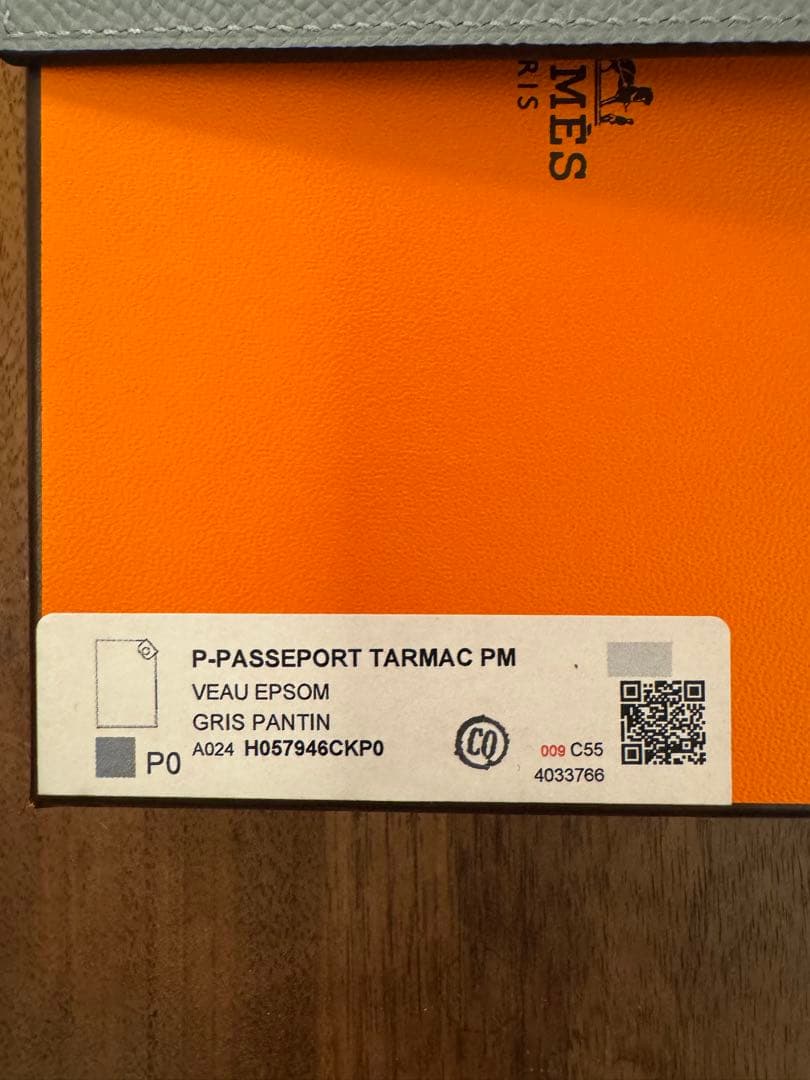 MÈS
RIS
P-PASSEPORT TARMAC PM
VEAU EPSOM
GRIS PANTIN
A024 H057946CKP0
P0
CQ
009 C55
4033766